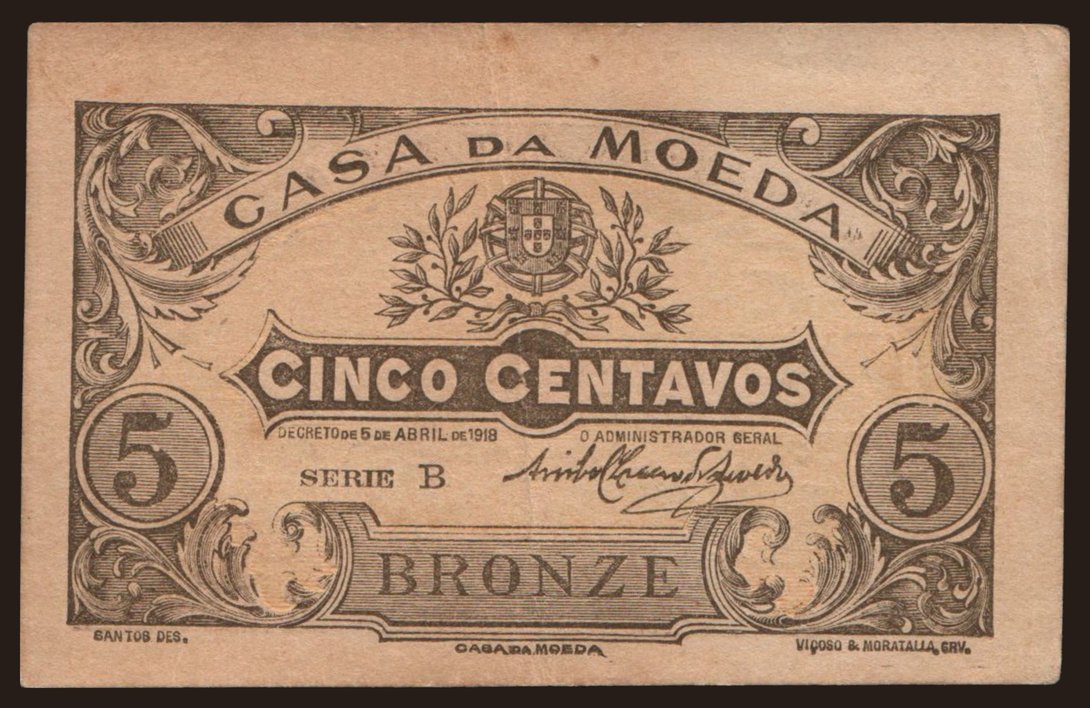 CASA DA MOEDA
CINCO CENTAVOS
DECRETO DE 5 DE ABRIL DE 1918
O ADMINISTRADOR GERAL
SERIE B
5
5
BRONZE
SANTOS DES.
CASA DA MOEDA
VIÇOSO & MORATALLA, GRV.